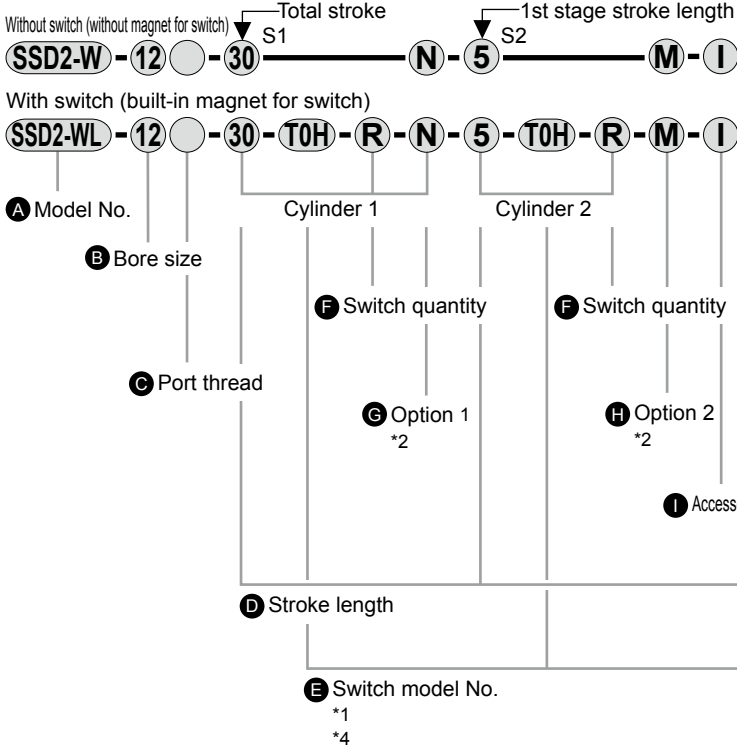 Total stroke
1st stage stroke length
Without switch (without magnet for switch)
S1
S2
SSD2-W - 12 - 30 N - 5 M - I
With switch (built-in magnet for switch)
SSD2-WL - 12 - 30 - T0H - R - N - 5 - T0H - R - M - I
A Model No.
Cylinder 1
Cylinder 2
B Bore size
F Switch quantity
F Switch quantity
C Port thread
G Option 1
*2
H Option 2
*2
I Access
D Stroke length
E Switch model No.
*1
*4